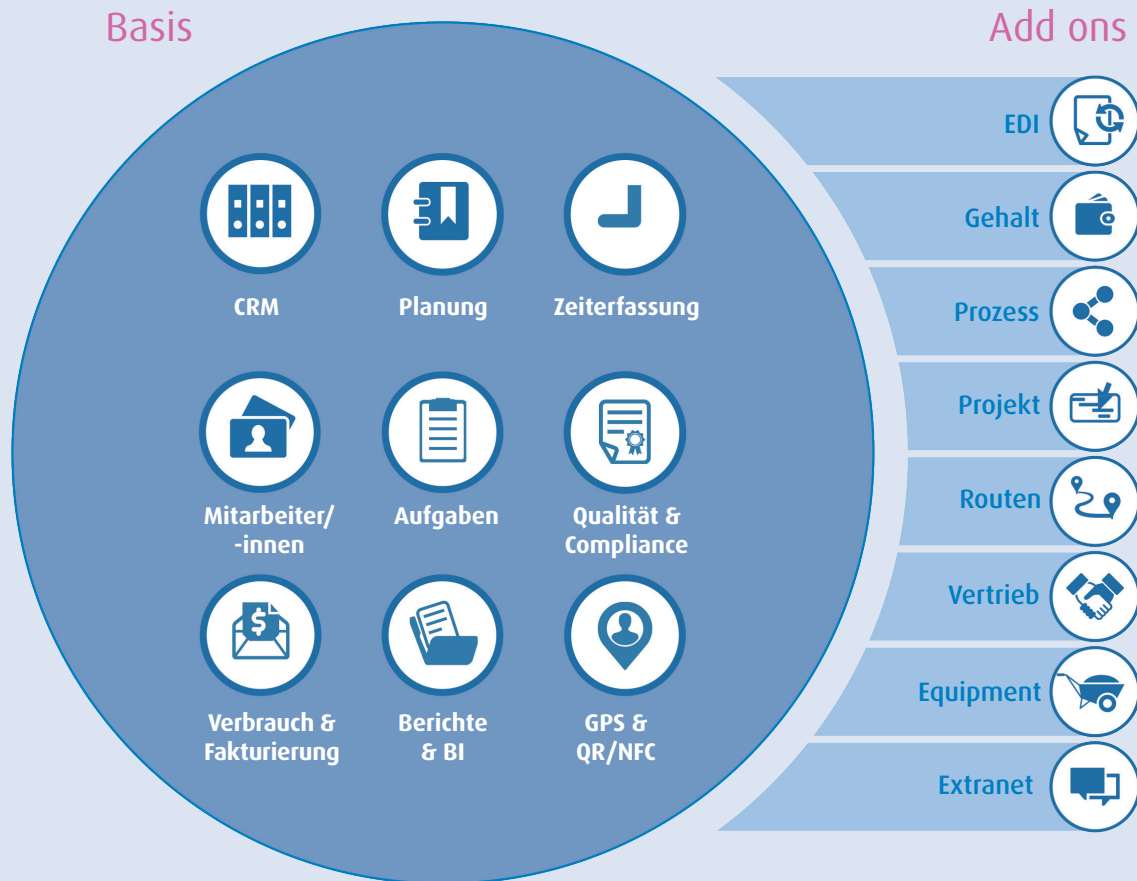 Basis
Add ons
CRM
Planung
Zeiterfassung
Mitarbeiter/
-innen
Aufgaben
Qualität &
Compliance
$
Verbrauch &
Fakturierung
Berichte
& BI
GPS &
QR/NFC
EDI
Gehalt
Prozess
Projekt
Routen
Vertrieb
Equipment
Extranet